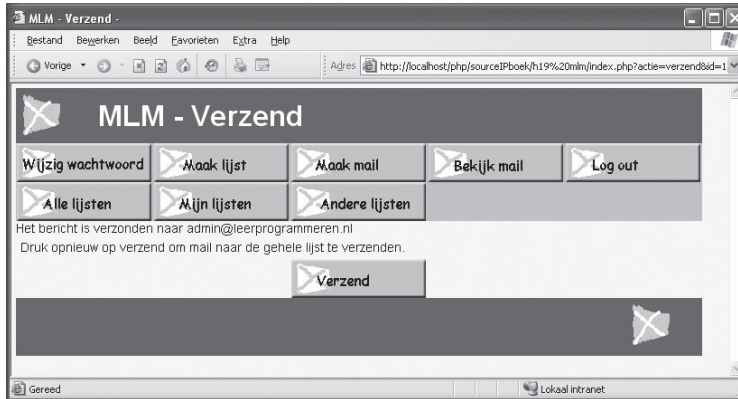 MLM - Verzend -
Bestand Bewerken Beeld Favorieten Extra Help
Vorige Adres http://localhost/php/sourceIPboek/h19%20mlm/index.php?actie=verzend&id=1
MLM - Verzend
Wijzig wachtwoord Maak lijst Maak mail Bekijk mail Log out
Alle lijsten Mijn lijsten Andere lijsten
Het bericht is verzonden naar admin@leerprogrammeren.nl
Druk opnieuw op verzend om mail naar de gehele lijst te verzenden.
Verzend
Gereed Lokaal intranet